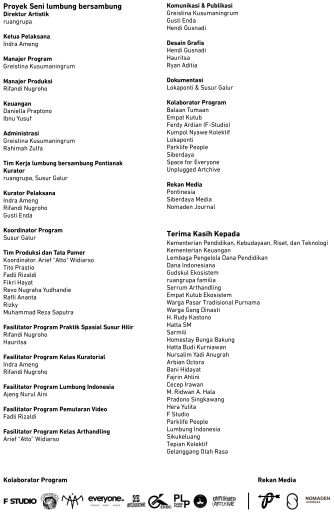 Proyek Seni lumbung bersambung
Direktur Artistik
ruangrupa
Ketua Pelaksana
Indra Ameng
Manajer Program
Greistina Kusumaningrum
Manajer Produksi
Rifandi Nugroho
Keuangan
Daniella Praptono
Ibnu Yusuf
Administrasi
Greistina Kusumaningrum
Rahimah Zulfa
Tim Kerja lumbung bersambung Pontianak
Kurator
ruangrupa, Susur Galur
Kurator Pelaksana
Indra Ameng
Rifandi Nugroho
Gusti Enda
Koordinator Program
Susur Galur
Tim Produksi dan Tata Pamer
Koordinator: Arief "Atto" Widiarso
Tito Prastio
Fadli Rizaldi
Fikri Hayat
Revo Nugraha Yudhandie
Rafli Ananta
Rizky
Muhammad Reza Saputra
Fasilitator Program Praktik Spasial Susur Hilir
Rifandi Nugroho
Hauritsa
Fasilitator Program Kelas Kuratorial
Indra Ameng
Rifandi Nugroho
Fasilitator Program Lumbung Indonesia
Ajeng Nurul Aini
Fasilitator Program Pemutaran Video
Fadli Rizaldi
Fasilitator Program Kelas Arthandling
Arief "Atto" Widiarso
Komunikasi & Publikasi
Greistina Kusumaningrum
Gusti Enda
Hendi Gusnadi
Desain Grafis
Hendi Gusnadi
Hauritsa
Ryan Aditia
Dokumentasi
Lokaponti & Susur Galur
Kolaborator Program
Balaan Tumaan
Empat Kutub
Ferdy Ardian (F-Studio)
Kumpol Nyawe Kolektif
Lokaponti
Parklife People
Siberdaya
Space for Everyone
Unplugged Artchive
Rekan Media
Pontinesia
Siberdaya Media
Nomaden Journal
Terima Kasih Kepada
Kementerian Pendidikan, Kebudayaan, Riset, dan Teknologi
Kementerian Keuangan
Lembaga Pengelola Dana Pendidikan
Dana Indonesiana
Gudskul Ekosistem
ruangrupa familia
Serrum Arthandling
Empat Kutub Ekosistem
Warga Pasar Tradisional Purnama
Warga Gang Dinasti
H. Rudy Kastono
Hatta SM
Sarmili
Homestay Bunga Bakung
Hatta Budi Kurniawan
Nursalim Yadi Anugrah
Arbian Octora
Bani Hidayat
Fajrin Ahlini
Cecep Irawan
M. Ridwan A. Hala
Pradono Singkawang
Hera Yulita
F Studio
Parklife People
Lumbung Indonesia
Sikukeluang
Tepian Kolektif
Gelanggang Olah Rasa
Kolaborator Program
Rekan Media
F STUDIO
everyone.
PLP
UNPLUGGED
ARTCHIVE
NOMADEN